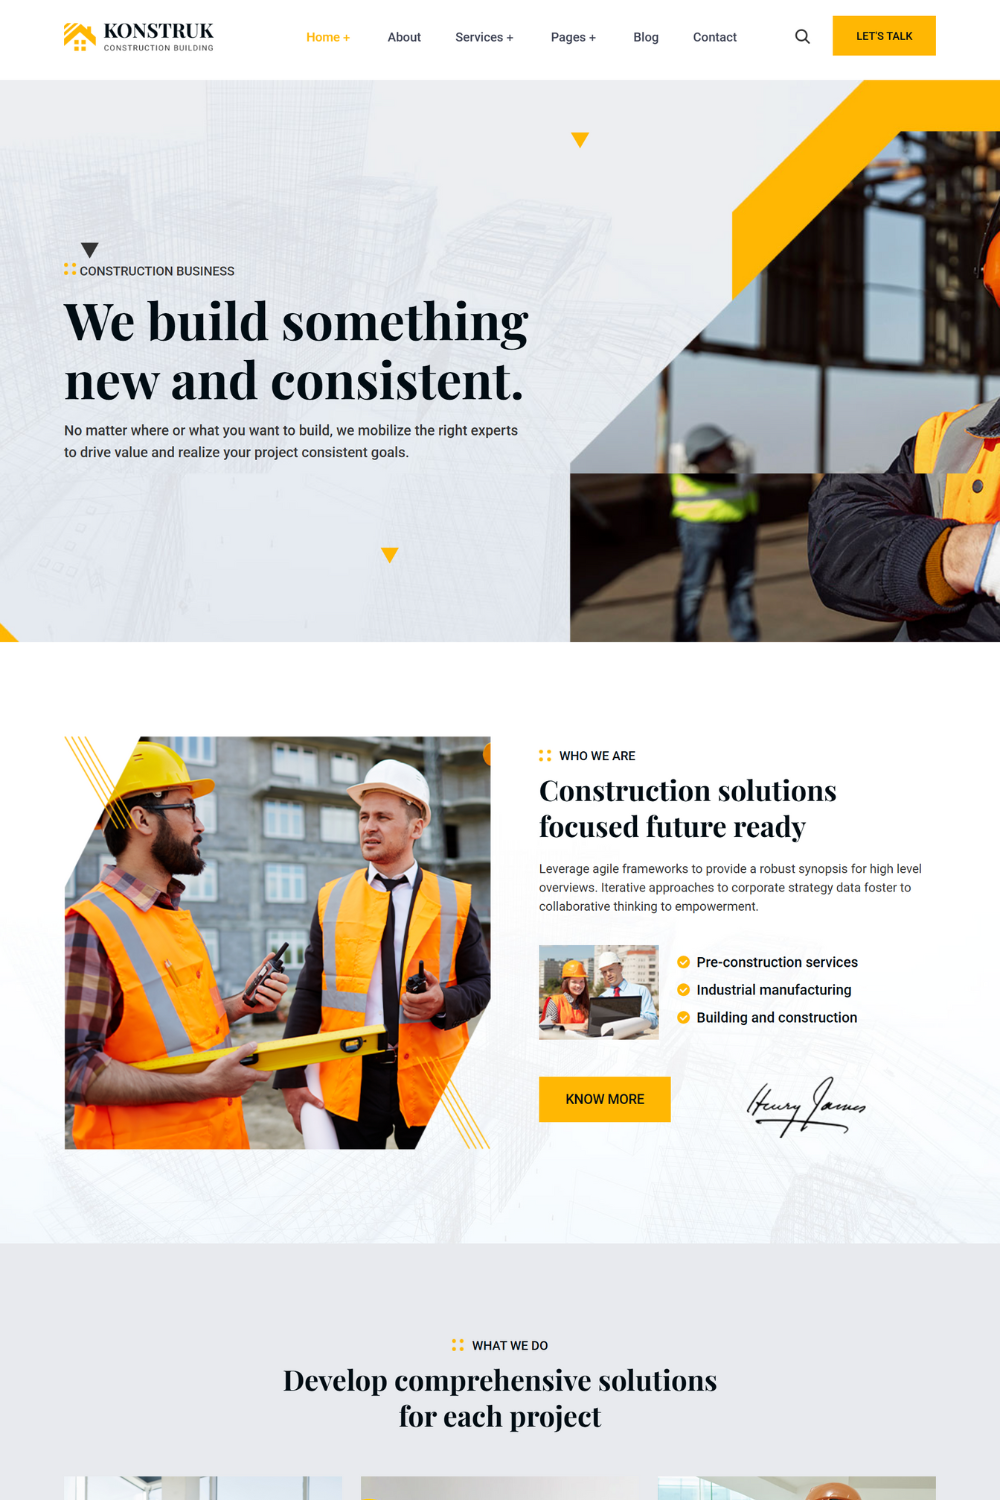 KONSTRUK
CONSTRUCTION BUILDING
Home +
About
Services +
Pages +
Blog
Contact
LET'S TALK
CONSTRUCTION BUSINESS
We build something
new and consistent.
No matter where or what you want to build, we mobilize the right experts
to drive value and realize your project consistent goals.
WHO WE ARE
Construction solutions
focused future ready
Leverage agile frameworks to provide a robust synopsis for high level
overviews. Iterative approaches to corporate strategy data foster to
collaborative thinking to empowerment.
Pre-construction services
Industrial manufacturing
Building and construction
KNOW MORE
Henry James
WHAT WE DO
Develop comprehensive solutions
for each project